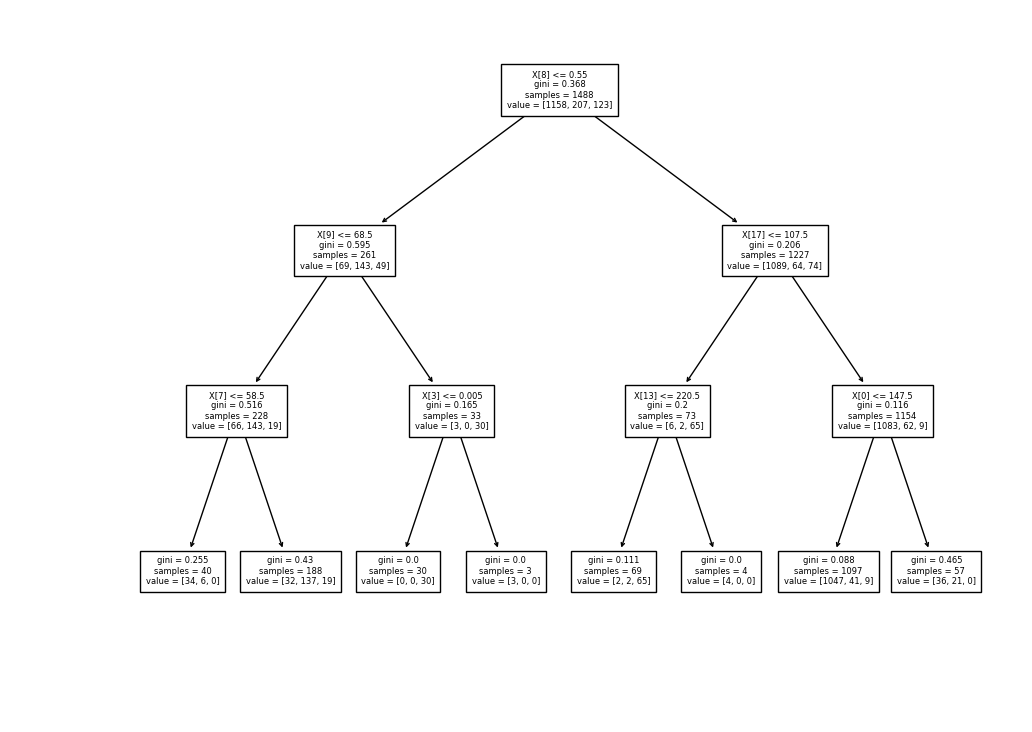 X[8] <= 0.55
gini = 0.368
samples = 1488
value = [1158, 207, 123]
X[9] <= 68.5
gini = 0.595
samples = 261
value = [69, 143, 49]
X[17] <= 107.5
gini = 0.206
samples = 1227
value = [1089, 64, 74]
X[7] <= 58.5
gini = 0.516
samples = 228
value = [66, 143, 19]
X[3] <= 0.005
gini = 0.165
samples = 33
value = [3, 0, 30]
X[13] <= 220.5
gini = 0.2
samples = 73
value = [6, 2, 65]
X[0] <= 147.5
gini = 0.116
samples = 1154
value = [1083, 62, 9]
gini = 0.255
samples = 40
value = [34, 6, 0]
gini = 0.43
samples = 188
value = [32, 137, 19]
gini = 0.0
samples = 30
value = [0, 0, 30]
gini = 0.0
samples = 3
value = [3, 0, 0]
gini = 0.111
samples = 69
value = [2, 2, 65]
gini = 0.0
samples = 4
value = [4, 0, 0]
gini = 0.088
samples = 1097
value = [1047, 41, 9]
gini = 0.465
samples = 57
value = [36, 21, 0]